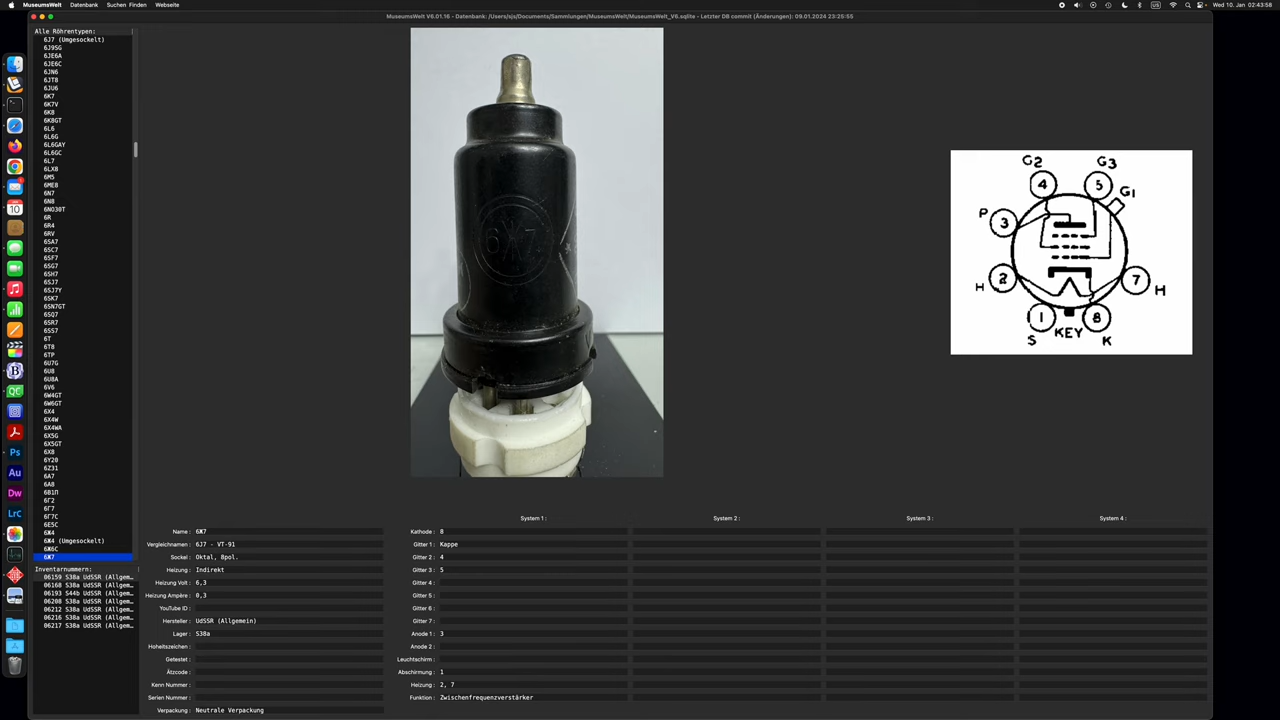 MuseumsWelt Datenbank Suchen Finden Webseite
Wed 10. Jan. 02:43:58
MuseumsWelt V6.01.16 - Datenbank: /Users/sjs/Documents/Sammlungen/MuseumsWelt/MuseumsWelt_V6.sqlite - Letzter DB commit (Änderungen): 09.01.2024 23:25:55
Alle Röhrentypen:
6J7 (Umgesockelt)
6J9SG
6JE6A
6JE6C
6JN6
6JT8
6JU6
6K7
6K7V
6K8
6K8GT
6L6
6L6G
6L6GAY
6L6GC
6L7
6LX8
6M5
6ME8
6N7
6N8
6NO30T
6R
6R4
6RV
6SA7
6SC7
6SF7
6SG7
6SH7
6SJ7
6SJ7Y
6SK7
6SN7GT
6SQ7
6SR7
6SS7
6T
6T8
6TP
6U7G
6U8
6U8A
6V6
6W4GT
6W6GT
6X4
6X4W
6X4WA
6X5G
6X5GT
6X8
6Y20
6Z31
6А7
6А8
6В1П
6Г2
6Г7
6Г7С
6Е5С
6Ж4
6Ж4 (Umgesockelt)
6Ж6С
6Ж7
Inventarnummern:
06159 S38a UdSSR (Allgem…
06168 S38a UdSSR (Allgem…
06193 S44b UdSSR (Allgem…
06208 S38a UdSSR (Allgem…
06212 S38a UdSSR (Allgem…
06216 S38a UdSSR (Allgem…
06217 S38a UdSSR (Allgem…
6Ж7
G2 G3
4 5 G1
P 3
H 2 7 H
1 KEY 8
S K
System 1 : System 2 : System 3 : System 4 :
Name : 6Ж7
Vergleichnamen : 6J7 - VT-91
Sockel : Oktal, 8pol.
Heizung : Indirekt
Heizung Volt : 6,3
Heizung Ampère : 0,3
YouTube ID :
Hersteller : UdSSR (Allgemein)
Lager : S38a
Hoheitszeichen :
Getestet :
Ätzcode :
Kenn Nummer :
Serien Nummer :
Verpackung : Neutrale Verpackung
Kathode : 8
Gitter 1 : Kappe
Gitter 2 : 4
Gitter 3 : 5
Gitter 4 :
Gitter 5 :
Gitter 6 :
Gitter 7 :
Anode 1 : 3
Anode 2 :
Leuchtschirm :
Abschirmung : 1
Heizung : 2, 7
Funktion : Zwischenfrequenzverstärker